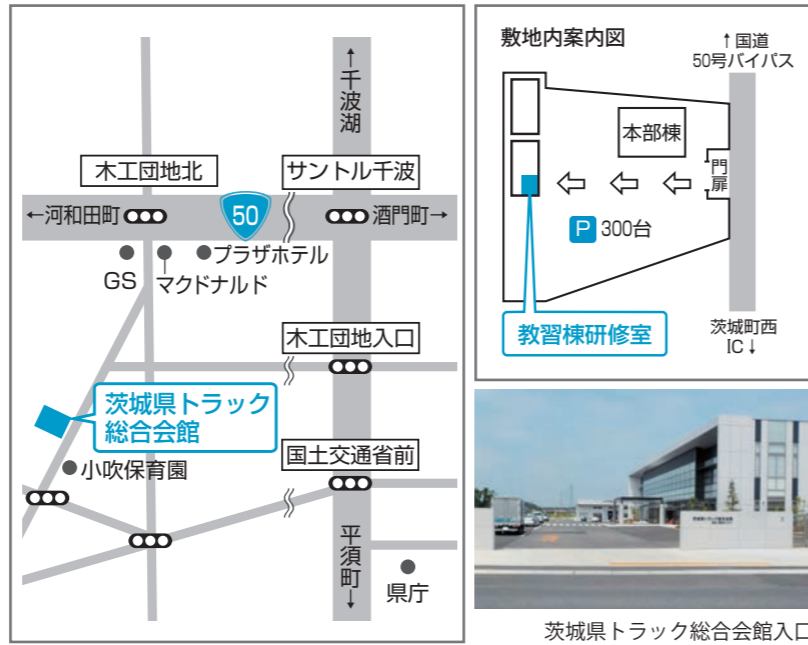 ↑千波湖
木工団地北
サントル千波
←河和田町
50
酒門町→
GS
マクドナルド
プラザホテル
木工団地入口
茨城県トラック
総合会館
小吹保育園
国土交通省前
平須町↓
県庁
敷地内案内図
↑国道
50号バイパス
本部棟
門扉
P 300台
教習棟研修室
茨城町西
IC↓
茨城県トラック総合会館入口